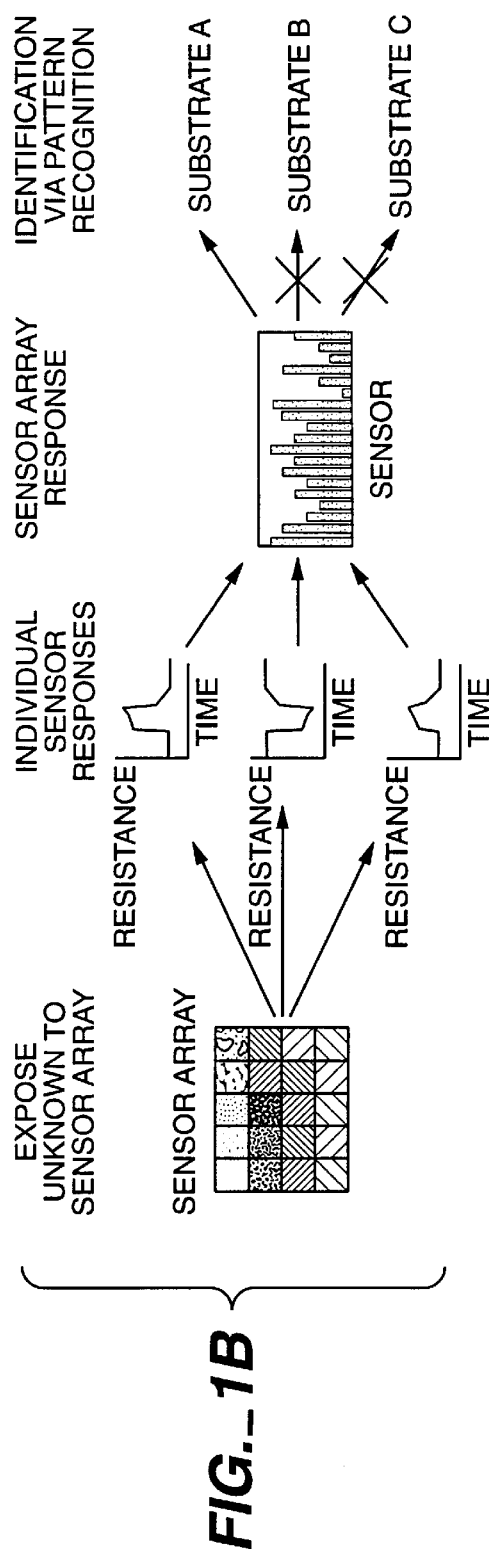 FIG._1B
EXPOSE
UNKNOWN TO
SENSOR ARRAY
SENSOR ARRAY
INDIVIDUAL
SENSOR
RESPONSES
RESISTANCE
TIME
RESISTANCE
TIME
RESISTANCE
TIME
SENSOR ARRAY
RESPONSE
SENSOR
IDENTIFICATION
VIA PATTERN
RECOGNITION
SUBSTRATE A
SUBSTRATE B
SUBSTRATE C